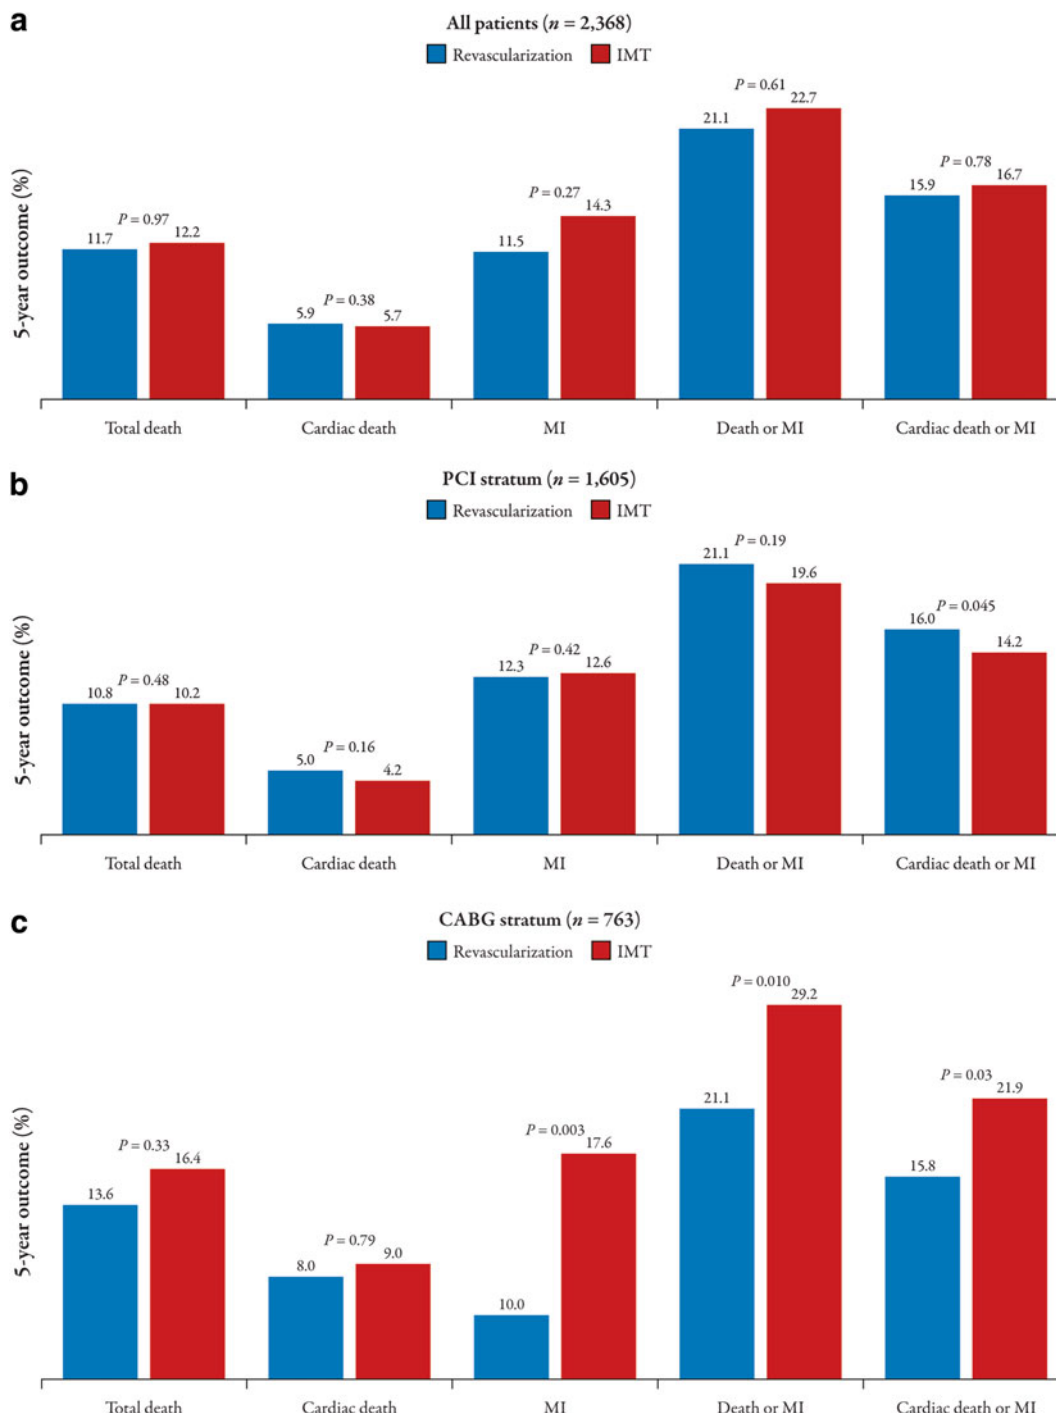 a
All patients (n = 2,368)
Revascularization IMT
5-year outcome (%)
P = 0.97
11.7 12.2
P = 0.38
5.9 5.7
P = 0.27
11.5 14.3
P = 0.61
21.1 22.7
P = 0.78
15.9 16.7
Total death Cardiac death MI Death or MI Cardiac death or MI
b
PCI stratum (n = 1,605)
Revascularization IMT
5-year outcome (%)
P = 0.48
10.8 10.2
P = 0.16
5.0 4.2
P = 0.42
12.3 12.6
P = 0.19
21.1 19.6
P = 0.045
16.0 14.2
Total death Cardiac death MI Death or MI Cardiac death or MI
c
CABG stratum (n = 763)
Revascularization IMT
5-year outcome (%)
P = 0.33
13.6 16.4
P = 0.79
8.0 9.0
P = 0.003
10.0 17.6
P = 0.010
21.1 29.2
P = 0.03
15.8 21.9
Total death Cardiac death MI Death or MI Cardiac death or MI